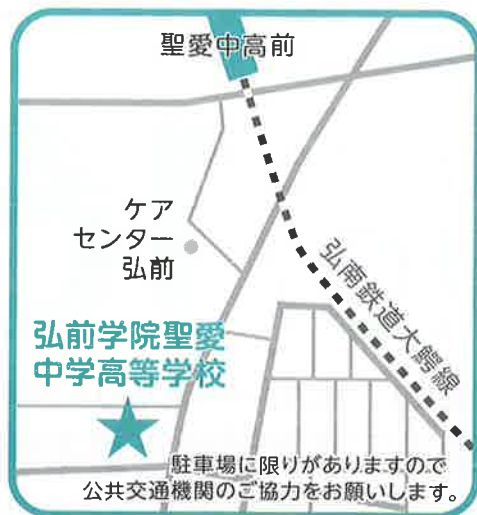 聖愛中高前
ケア
センター
弘前
弘南鉄道大鰐線
弘前学院聖愛
中学高等学校
駐車場に限りがありますので
公共交通機関のご協力をお願いします。